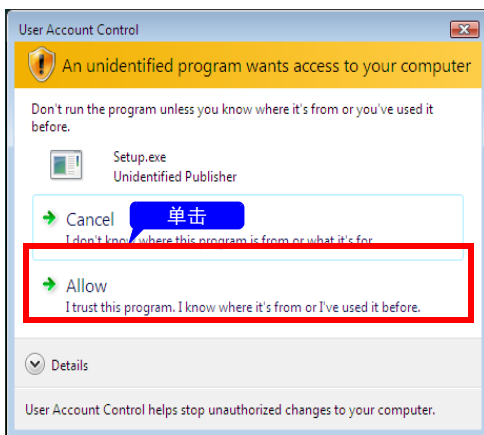 User Account Control
An unidentified program wants access to your computer
Don't run the program unless you know where it's from or you've used it
before.
Setup.exe
Unidentified Publisher
Cancel
单击
I don't know where this program is from or what it's for.
Allow
I trust this program. I know where it's from or I've used it before.
Details
User Account Control helps stop unauthorized changes to your computer.